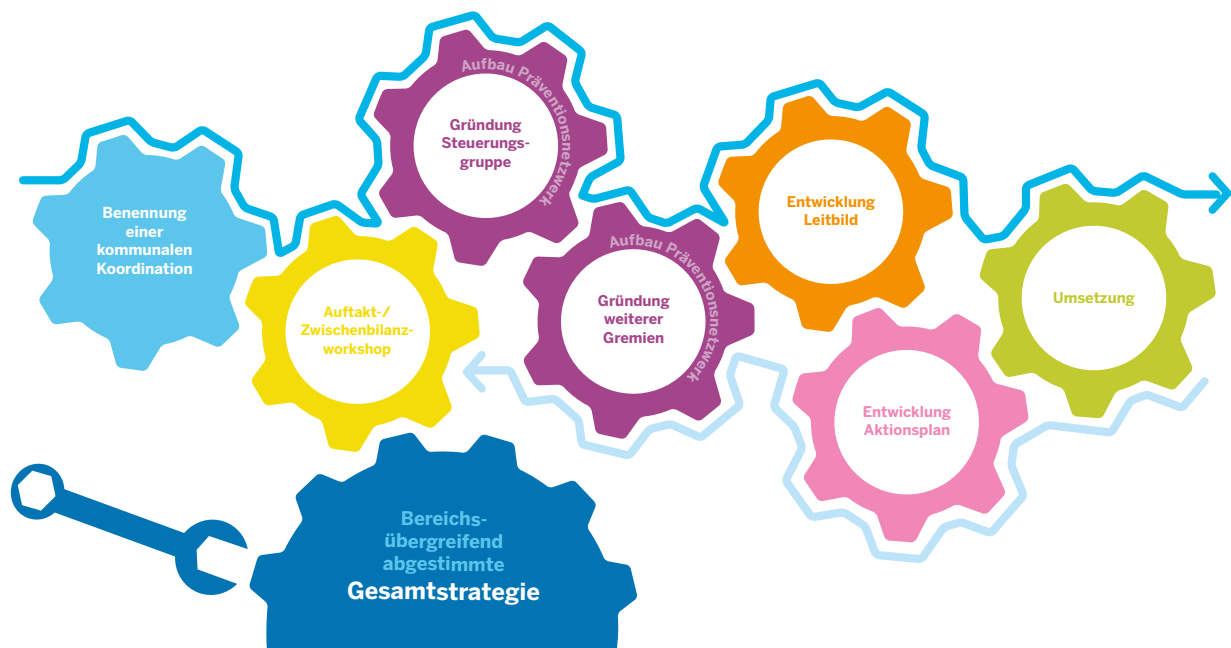 Benennung
einer
kommunalen
Koordination
Auftakt-/
Zwischenbilanz-
workshop
Aufbau Präventionsnetzwerk
Gründung
Steuerungs-
gruppe
Aufbau Präventionsnetzwerk
Gründung
weiterer
Gremien
Entwicklung
Leitbild
Entwicklung
Aktionsplan
Umsetzung
Bereichs-
übergreifend
abgestimmte
Gesamtstrategie